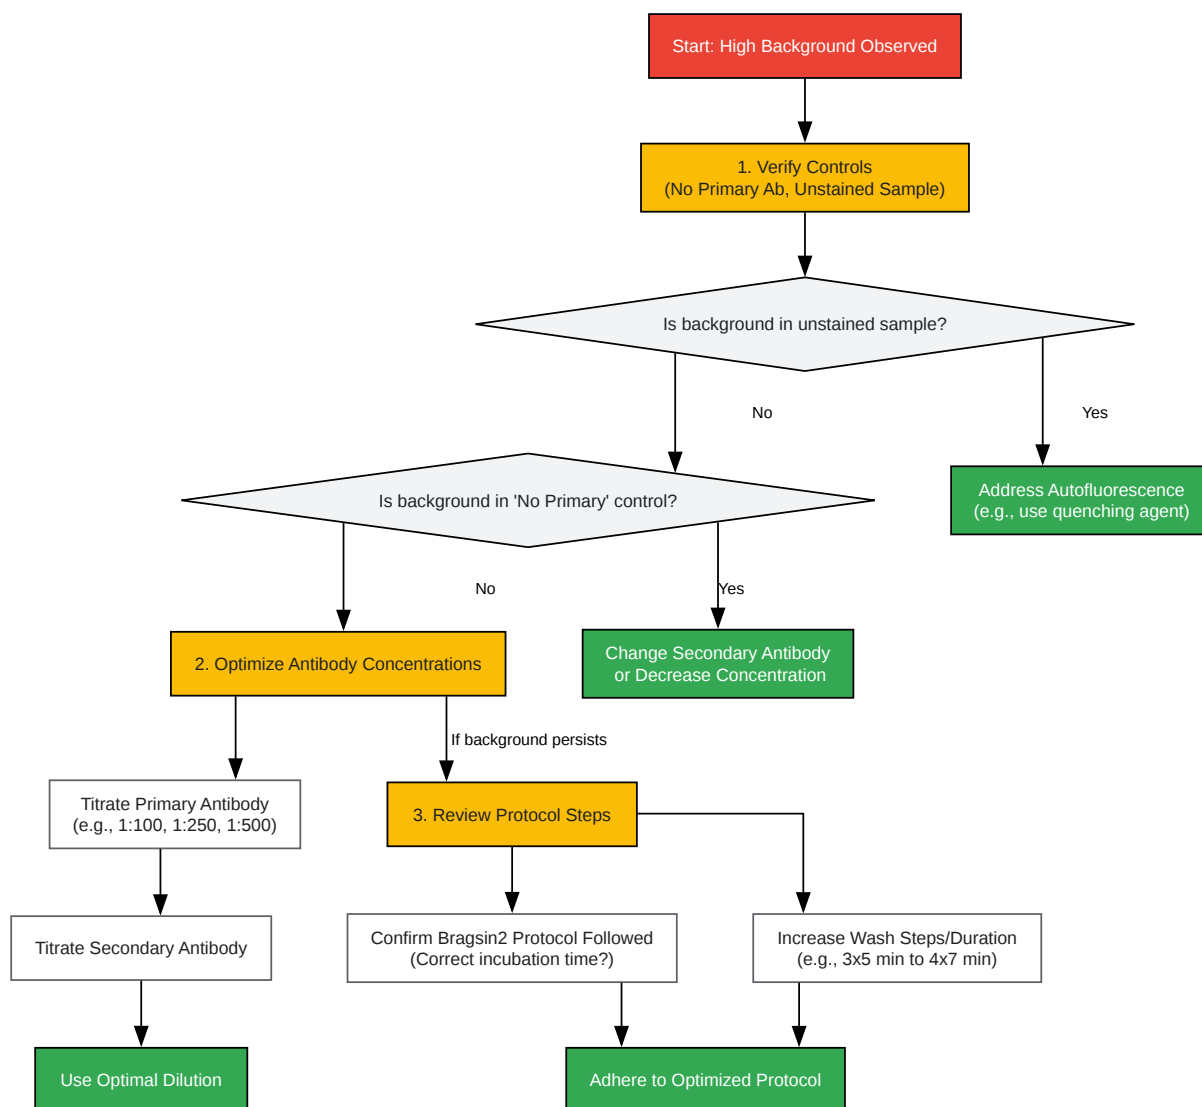 Start: High Background Observed
1. Verify Controls
(No Primary Ab, Unstained Sample)
Is background in unstained sample?
No
Yes
Is background in 'No Primary' control?
Address Autofluorescence
(e.g., use quenching agent)
No
Yes
2. Optimize Antibody Concentrations
Change Secondary Antibody
or Decrease Concentration
If background persists
Titrate Primary Antibody
(e.g., 1:100, 1:250, 1:500)
3. Review Protocol Steps
Titrate Secondary Antibody
Confirm Bragsin2 Protocol Followed
(Correct incubation time?)
Increase Wash Steps/Duration
(e.g., 3x5 min to 4x7 min)
Use Optimal Dilution
Adhere to Optimized Protocol